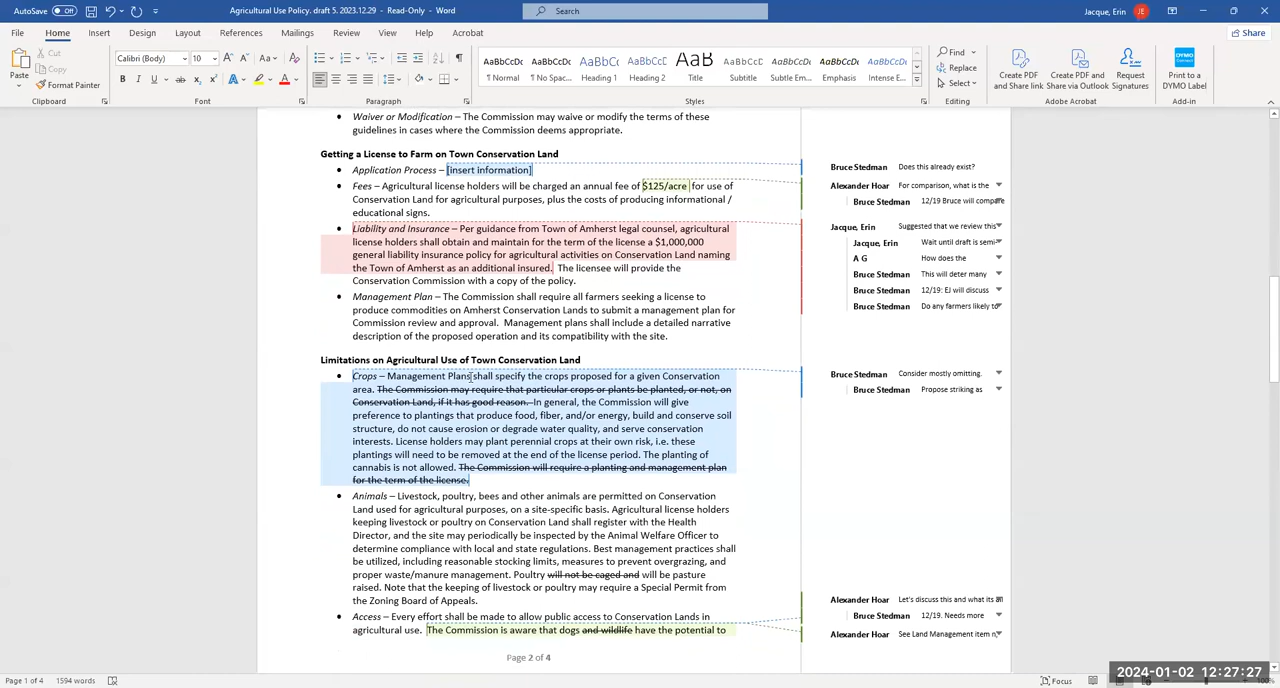 AutoSave Off Agricultural Use Policy. draft 5. 2023.12.29 - Read-Only - Word Search Jacque, Erin JE
File Home Insert Design Layout References Mailings Review View Help Acrobat Share
Paste Cut Copy Format Painter Clipboard
Calibri (Body) 10 Font
Paragraph
AaBbCcDc AaBbCcDc AaBbCc AaBbCcC AaB AaBbCcC AaBbCcDc AaBbCcDc AaBbCcDc
¶ Normal ¶ No Spac... Heading 1 Heading 2 Title Subtitle Subtle Em... Emphasis Intense E...
Styles
Find Replace Select Editing
Create PDF and Share link Create PDF and Share via Outlook Request Signatures Adobe Acrobat
Print to a DYMO Label Add-in
• Waiver or Modification – The Commission may waive or modify the terms of these
guidelines in cases where the Commission deems appropriate.
Getting a License to Farm on Town Conservation Land
• Application Process – [insert information]
• Fees – Agricultural license holders will be charged an annual fee of $125/acre for use of
Conservation Land for agricultural purposes, plus the costs of producing informational /
educational signs.
• Liability and Insurance – Per guidance from Town of Amherst legal counsel, agricultural
license holders shall obtain and maintain for the term of the license a $1,000,000
general liability insurance policy for agricultural activities on Conservation Land naming
the Town of Amherst as an additional insured. The licensee will provide the
Conservation Commission with a copy of the policy.
• Management Plan – The Commission shall require all farmers seeking a license to
produce commodities on Amherst Conservation Lands to submit a management plan for
Commission review and approval. Management plans shall include a detailed narrative
description of the proposed operation and its compatibility with the site.
Limitations on Agricultural Use of Town Conservation Land
• Crops – Management Plans shall specify the crops proposed for a given Conservation
area. The Commission may require that particular crops or plants be planted, or not, on
Conservation Land, if it has good reason. In general, the Commission will give
preference to plantings that produce food, fiber, and/or energy, build and conserve soil
structure, do not cause erosion or degrade water quality, and serve conservation
interests. License holders may plant perennial crops at their own risk, i.e. these
plantings will need to be removed at the end of the license period. The planting of
cannabis is not allowed. The Commission will require a planting and management plan
for the term of the license.
• Animals – Livestock, poultry, bees and other animals are permitted on Conservation
Land used for agricultural purposes, on a site-specific basis. Agricultural license holders
keeping livestock or poultry on Conservation Land shall register with the Health
Director, and the site may periodically be inspected by the Animal Welfare Officer to
determine compliance with local and state regulations. Best management practices shall
be utilized, including reasonable stocking limits, measures to prevent overgrazing, and
proper waste/manure management. Poultry will not be caged and will be pasture
raised. Note that the keeping of livestock or poultry may require a Special Permit from
the Zoning Board of Appeals.
• Access – Every effort shall be made to allow public access to Conservation Lands in
agricultural use. The Commission is aware that dogs and wildlife have the potential to
Page 2 of 4
Bruce Stedman Does this already exist?
Alexander Hoar For comparison, what is the
Bruce Stedman 12/19 Bruce will compare
Jacque, Erin Suggested that we review this
Jacque, Erin Wait until draft is semi-
A G How does the
Bruce Stedman This will deter many
Bruce Stedman 12/19: EJ will discuss
Bruce Stedman Do any farmers likely to
Bruce Stedman Consider mostly omitting.
Bruce Stedman Propose striking as
Alexander Hoar Let's discuss this and what its
Bruce Stedman 12/19. Needs more
Alexander Hoar See Land Management item
Page 1 of 4 1594 words Focus 100%
2024-01-02 12:27:27